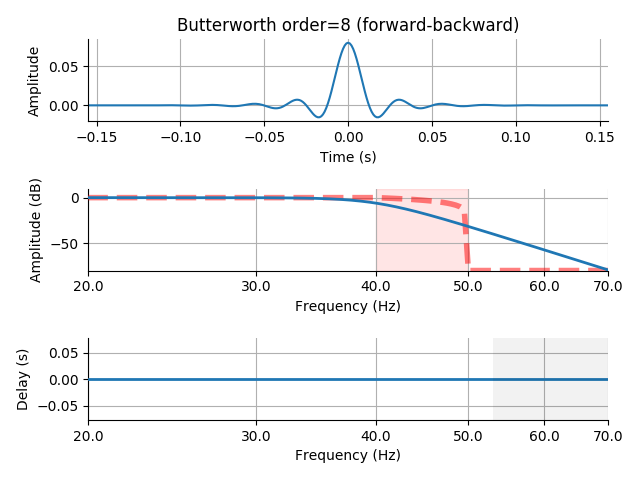 Butterworth order=8 (forward-backward)
Amplitude
0.05
0.00
−0.15 −0.10 −0.05 0.00 0.05 0.10 0.15
Time (s)
Amplitude (dB)
0
−50
20.0 30.0 40.0 50.0 60.0 70.0
Frequency (Hz)
Delay (s)
0.05
0.00
−0.05
20.0 30.0 40.0 50.0 60.0 70.0
Frequency (Hz)